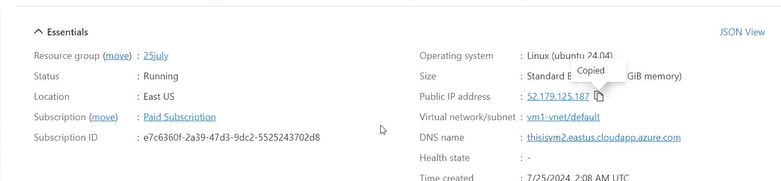 Essentials
JSON View
Resource group (move) : 25july
Operating system : Linux (ubuntu 24.04)
Copied
Status : Running
Size : Standard B GiB memory)
Location : East US
Public IP address : 52.179.125.187
Subscription (move) : Paid Subscription
Virtual network/subnet : vm1-vnet/default
Subscription ID : e7c6360f-2a39-47d3-9dc2-5525243702d8
DNS name : thisisvm2.eastus.cloudapp.azure.com
Health state : -
Time created : 7/25/2024, 2:08 AM UTC